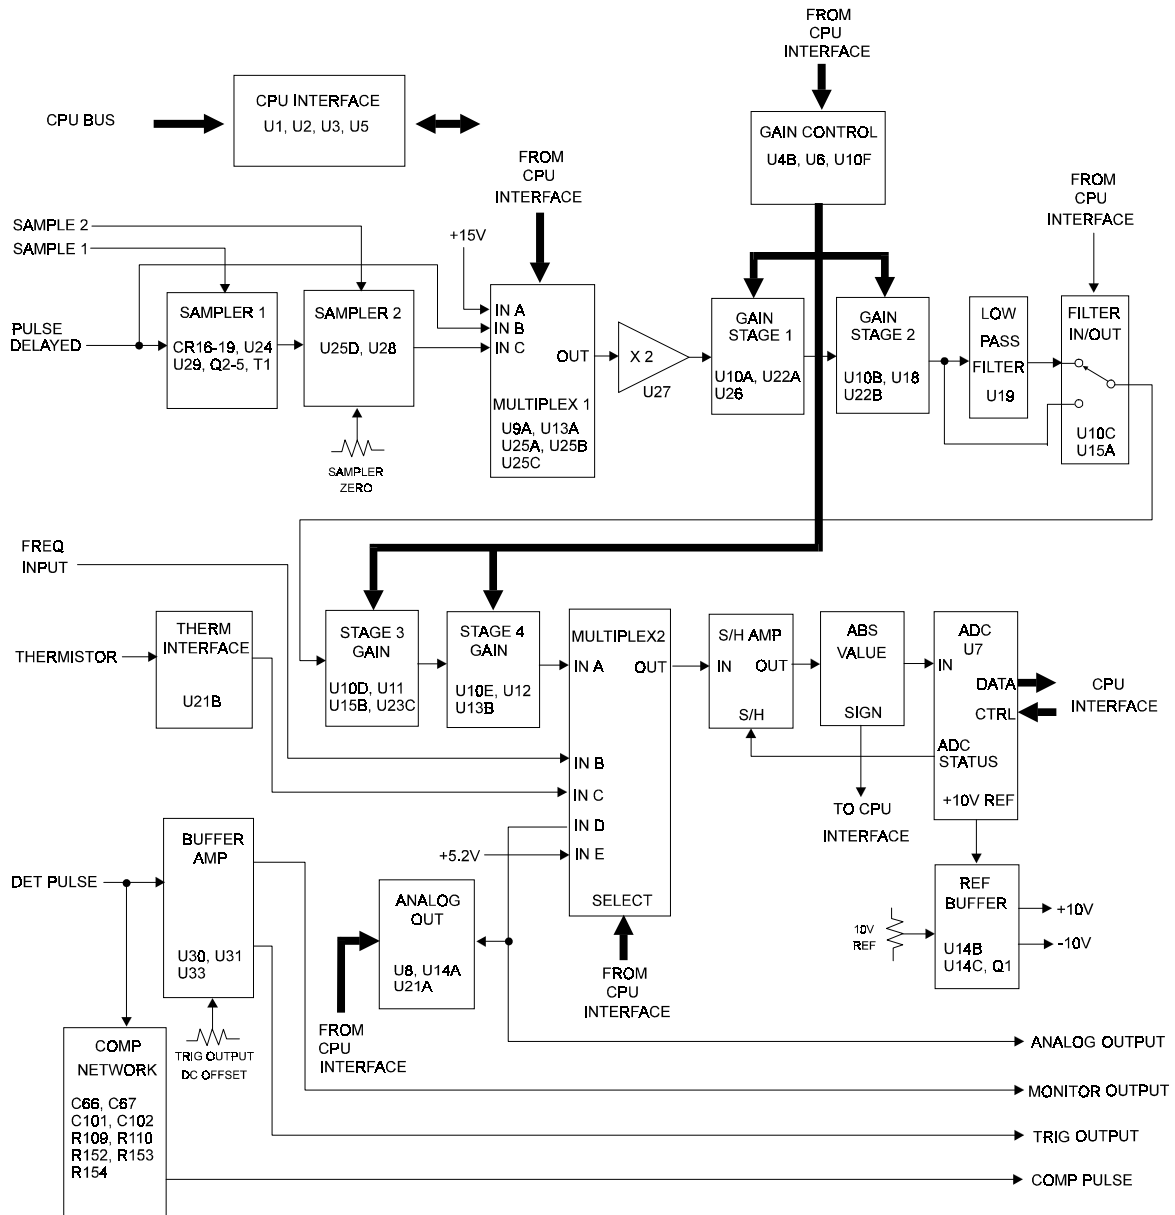 FROM
CPU
INTERFACE
CPU BUS
CPU INTERFACE
U1, U2, U3, U5
GAIN CONTROL
U4B, U6, U10F
FROM
CPU
INTERFACE
FROM
CPU
INTERFACE
SAMPLE 2
SAMPLE 1
+15V
PULSE
DELAYED
SAMPLER 1
CR16-19, U24
U29, Q2-5, T1
SAMPLER 2
U25D, U28
SAMPLER
ZERO
IN A
IN B
IN C
OUT
MULTIPLEX 1
U9A, U13A
U25A, U25B
U25C
X 2
U27
GAIN
STAGE 1
U10A, U22A
U26
GAIN
STAGE 2
U10B, U18
U22B
LOW
PASS
FILTER
U19
FILTER
IN/OUT
U10C
U15A
FREQ
INPUT
THERMISTOR
THERM
INTERFACE
U21B
STAGE 3
GAIN
U10D, U11
U15B, U23C
STAGE 4
GAIN
U10E, U12
U13B
MULTIPLEX2
IN A
OUT
IN B
IN C
IN D
IN E
SELECT
+5.2V
FROM
CPU
INTERFACE
S/H AMP
IN OUT
S/H
ABS
VALUE
SIGN
TO CPU
INTERFACE
ADC
U7
IN
DATA
CTRL
ADC
STATUS
+10V REF
CPU
INTERFACE
DET PULSE
BUFFER
AMP
U30, U31
U33
TRIG OUTPUT
DC OFFSET
ANALOG
OUT
U8, U14A
U21A
FROM
CPU
INTERFACE
10V
REF
REF
BUFFER
U14B
U14C, Q1
+10V
-10V
COMP
NETWORK
C66, C67
C101, C102
R109, R110
R152, R153
R154
ANALOG OUTPUT
MONITOR OUTPUT
TRIG OUTPUT
COMP PULSE